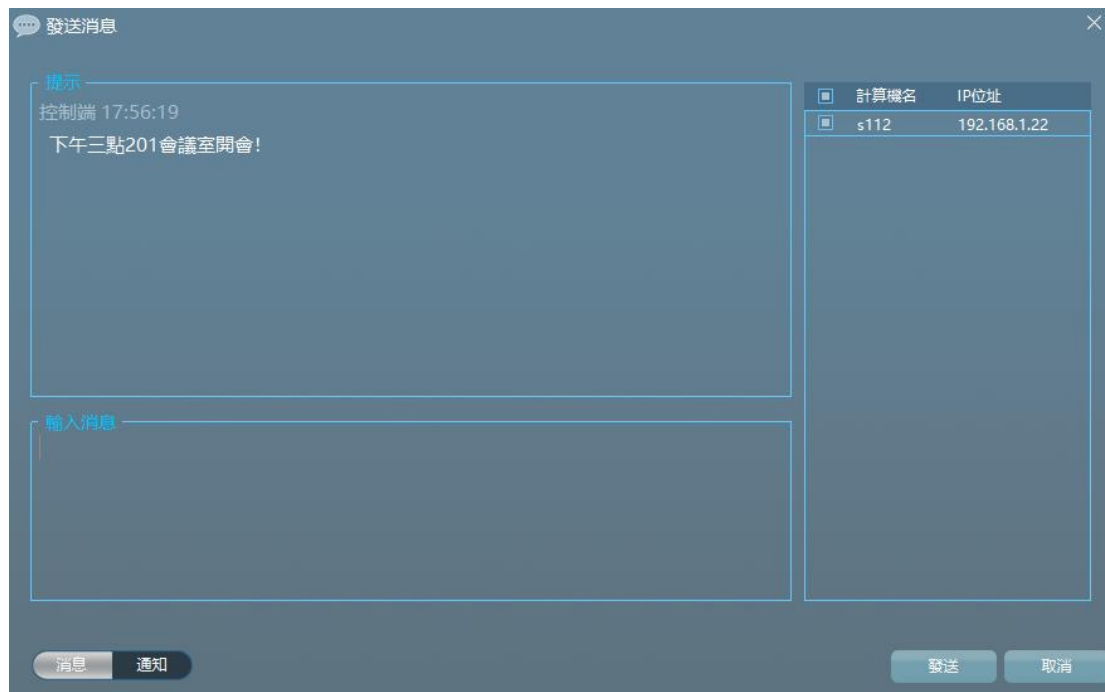 發送消息
提示
控制端 17:56:19
下午三點201會議室開會!
計算機名 IP位址
s112 192.168.1.22
輸入消息
消息 通知
發送 取消